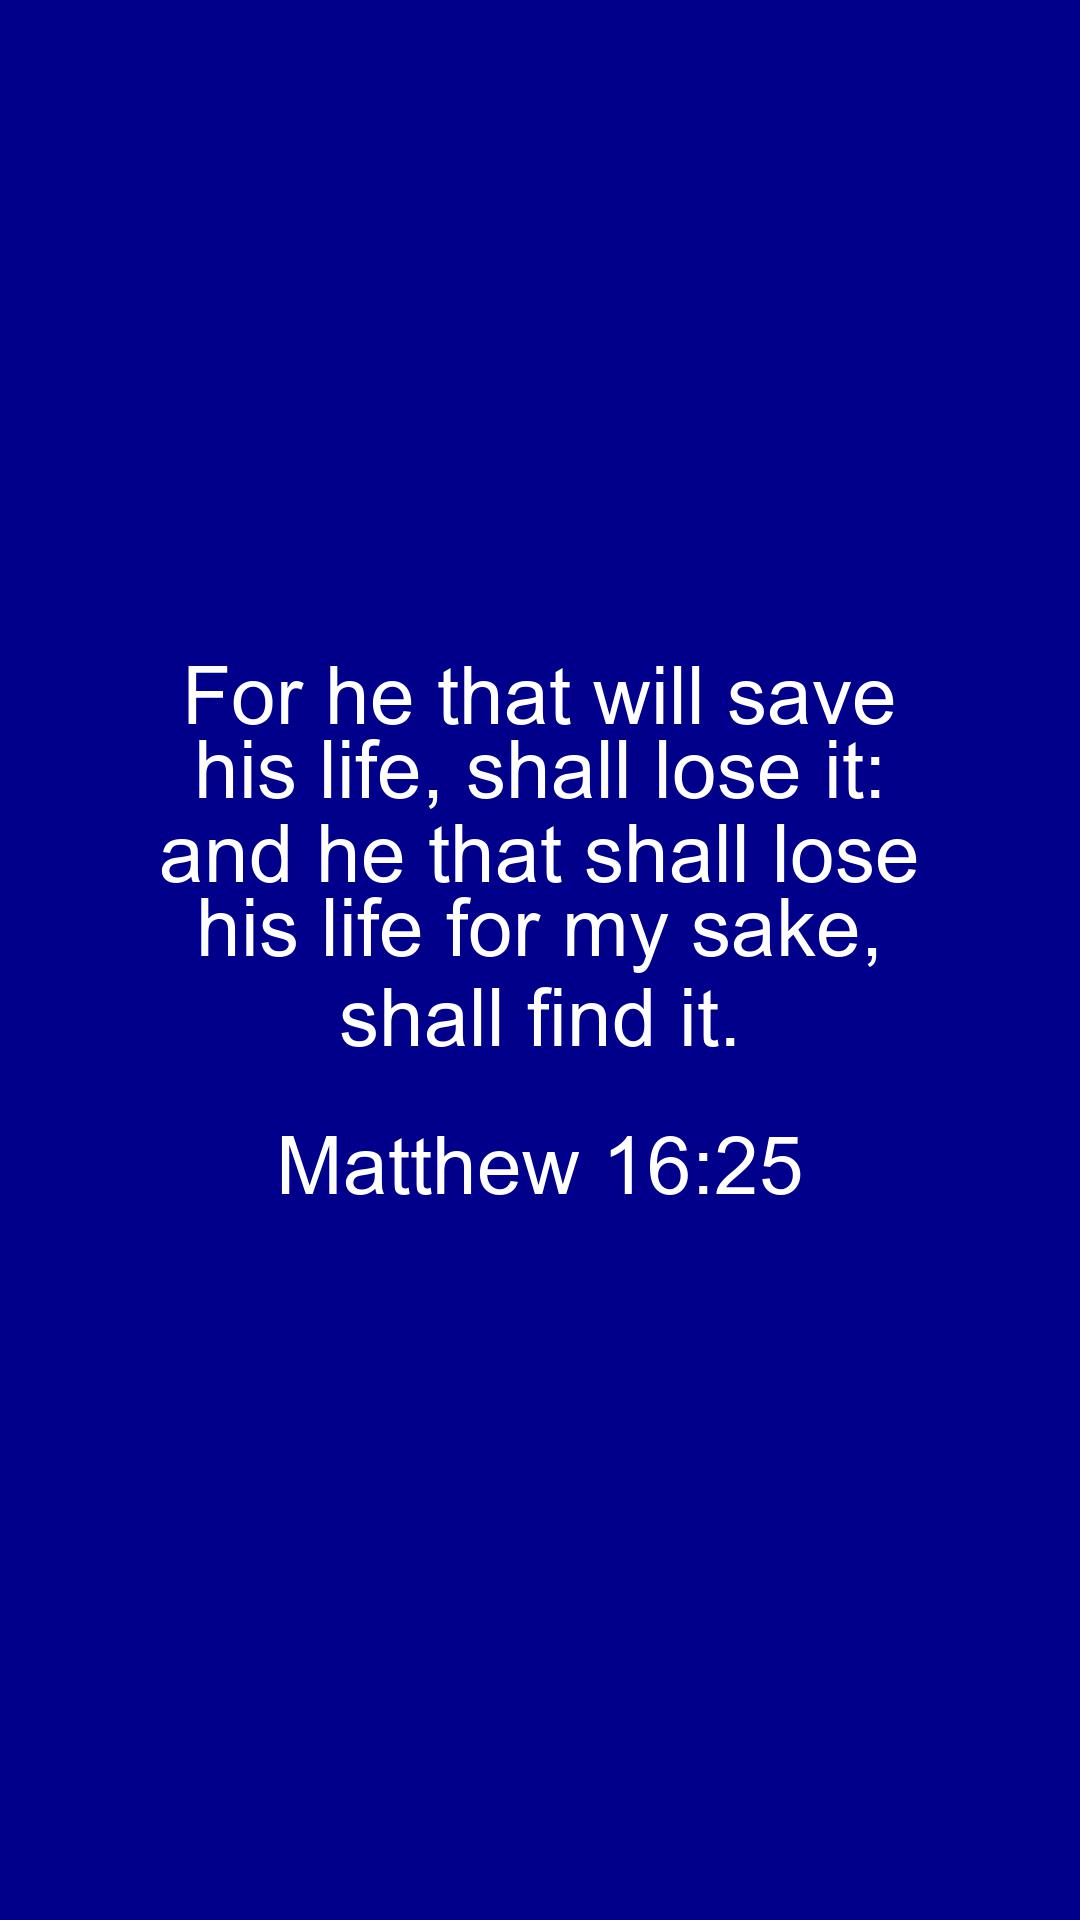 For he that will save
his life, shall lose it:
and he that shall lose
his life for my sake,
shall find it.
Matthew 16:25